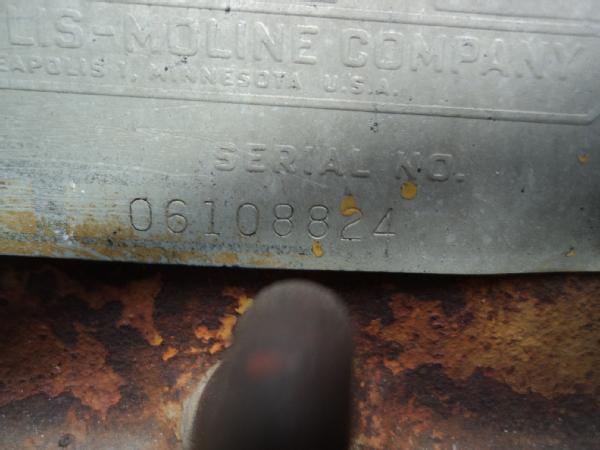 LIS-MOLINE COMPANY
EAPOLIS 1, MINNESOTA U.S.A.
SERIAL NO.
06108824